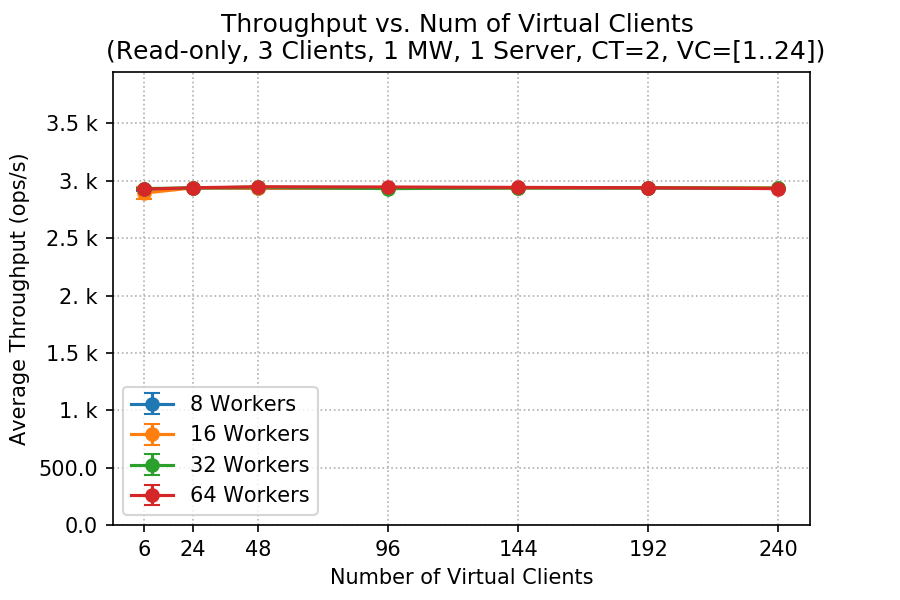 Throughput vs. Num of Virtual Clients
(Read-only, 3 Clients, 1 MW, 1 Server, CT=2, VC=[1..24])
Average Throughput (ops/s)
3.5 k
3. k
2.5 k
2. k
1.5 k
1. k
500.0
0.0
8 Workers
16 Workers
32 Workers
64 Workers
6 24 48 96 144 192 240
Number of Virtual Clients